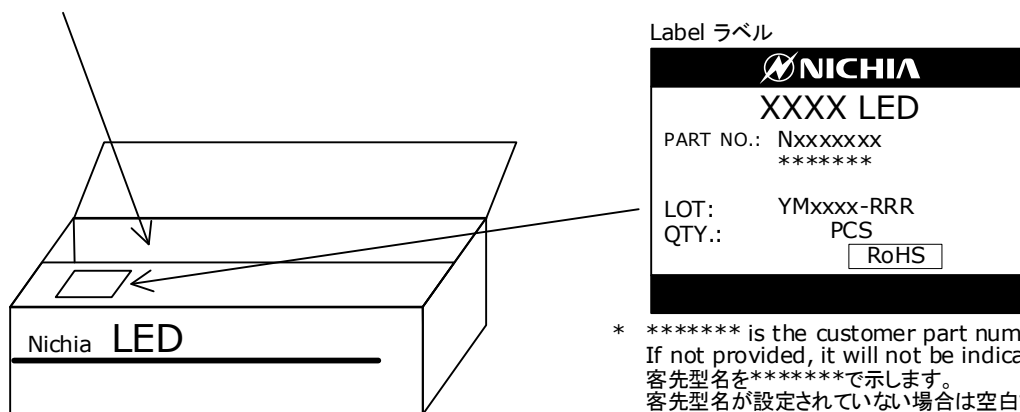 Label ラベル
NICHIA
XXXX LED
PART NO.: Nxxxxxxx
*******
LOT: YMxxxx-RRR
QTY.: PCS
RoHS
Nichia LED
* ******* is the customer part num
If not provided, it will not be indica
客先型名を*******で示します。
客先型名が設定されていない場合は空白